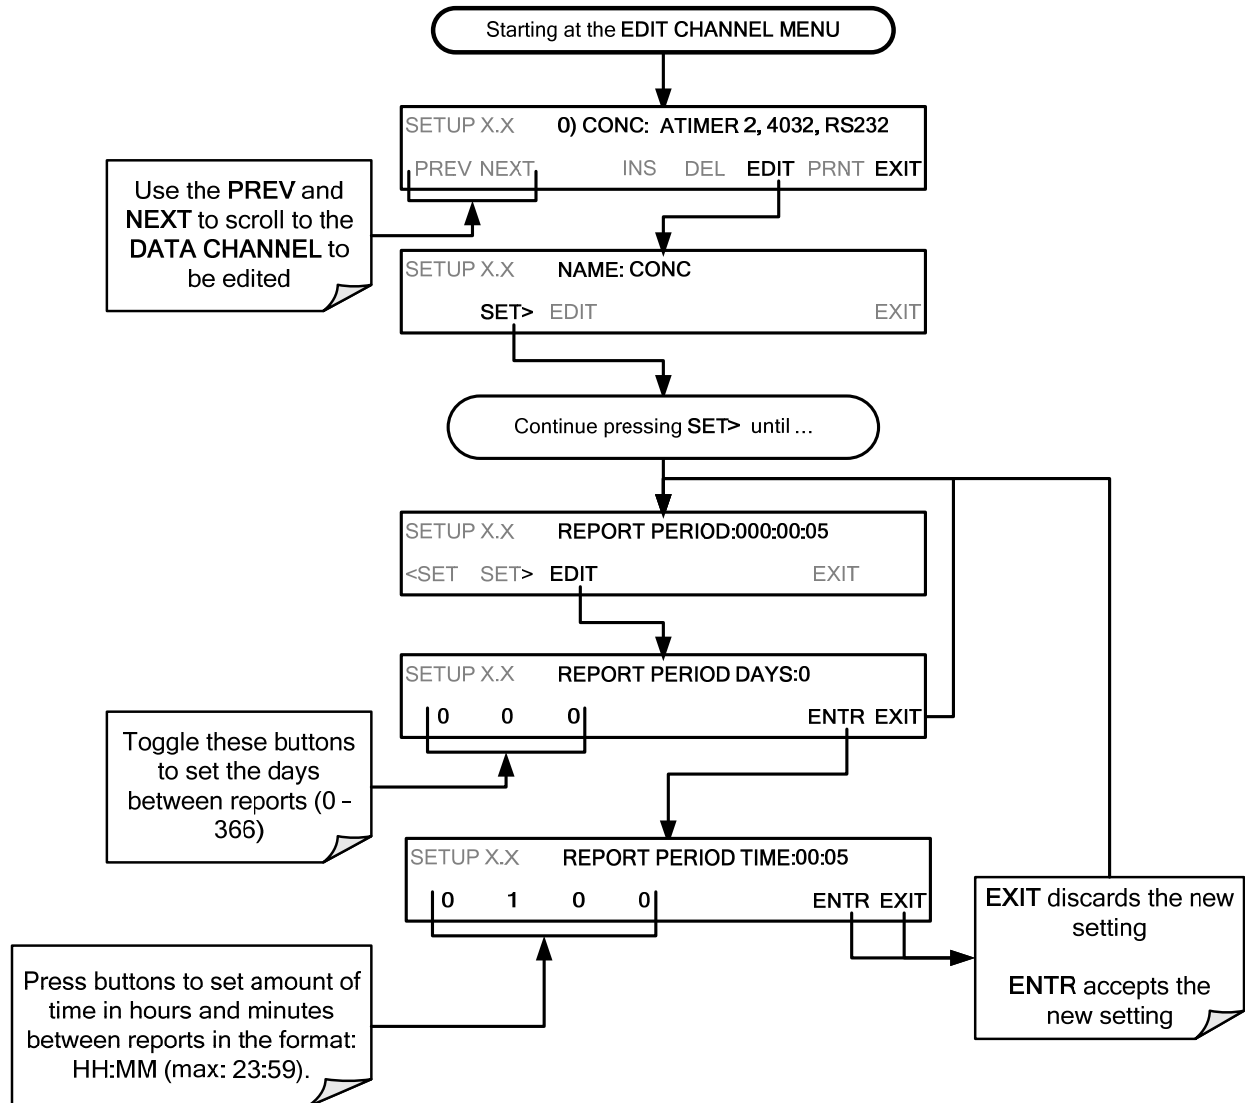 Starting at the EDIT CHANNEL MENU
SETUP X.X 0) CONC: ATIMER 2, 4032, RS232
PREV NEXT INS DEL EDIT PRNT EXIT
Use the PREV and
NEXT to scroll to the
DATA CHANNEL to
be edited
SETUP X.X NAME: CONC
SET> EDIT EXIT
Continue pressing SET> until ...
SETUP X.X REPORT PERIOD:000:00:05
<SET SET> EDIT EXIT
SETUP X.X REPORT PERIOD DAYS:0
0 0 0 ENTR EXIT
Toggle these buttons
to set the days
between reports (0 –
366)
SETUP X.X REPORT PERIOD TIME:00:05
0 1 0 0 ENTR EXIT
EXIT discards the new
setting
ENTR accepts the
new setting
Press buttons to set amount of
time in hours and minutes
between reports in the format:
HH:MM (max: 23:59).